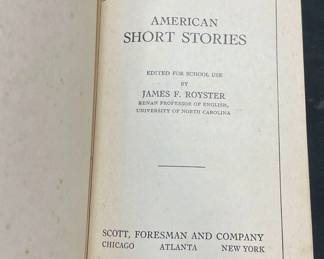 AMERICAN
SHORT STORIES
EDITED FOR SCHOOL USE
BY
JAMES F. ROYSTER
KENAN PROFESSOR OF ENGLISH,
UNIVERSITY OF NORTH CAROLINA
SCOTT, FORESMAN AND COMPANY
CHICAGO ATLANTA NEW YORK